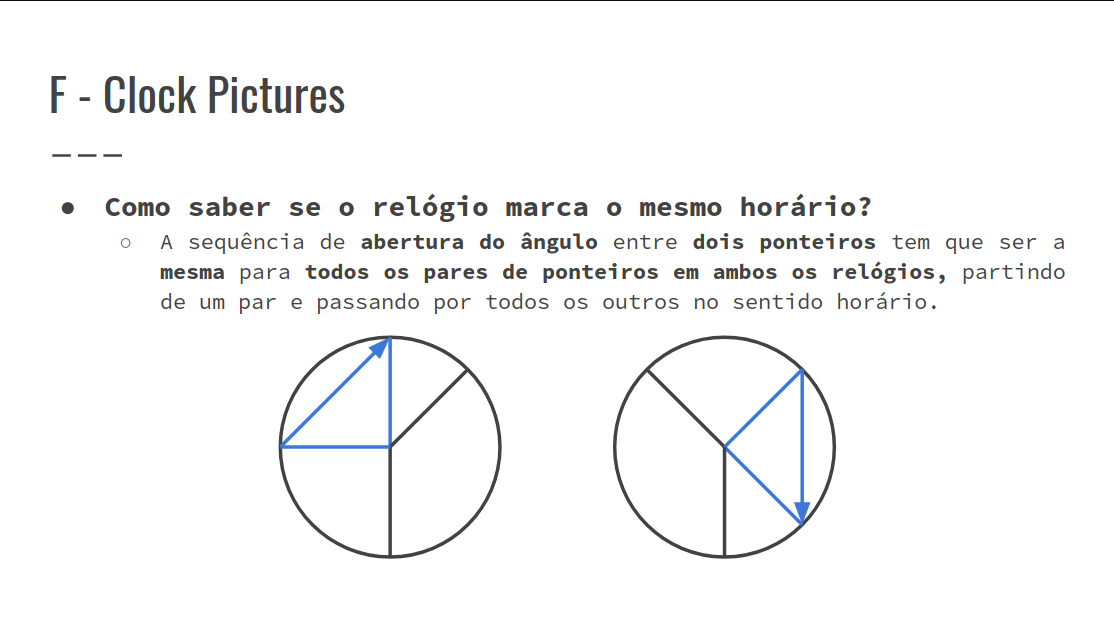 F - Clock Pictures
———
● Como saber se o relógio marca o mesmo horário?
○ A sequência de abertura do ângulo entre dois ponteiros tem que ser a
mesma para todos os pares de ponteiros em ambos os relógios, partindo
de um par e passando por todos os outros no sentido horário.